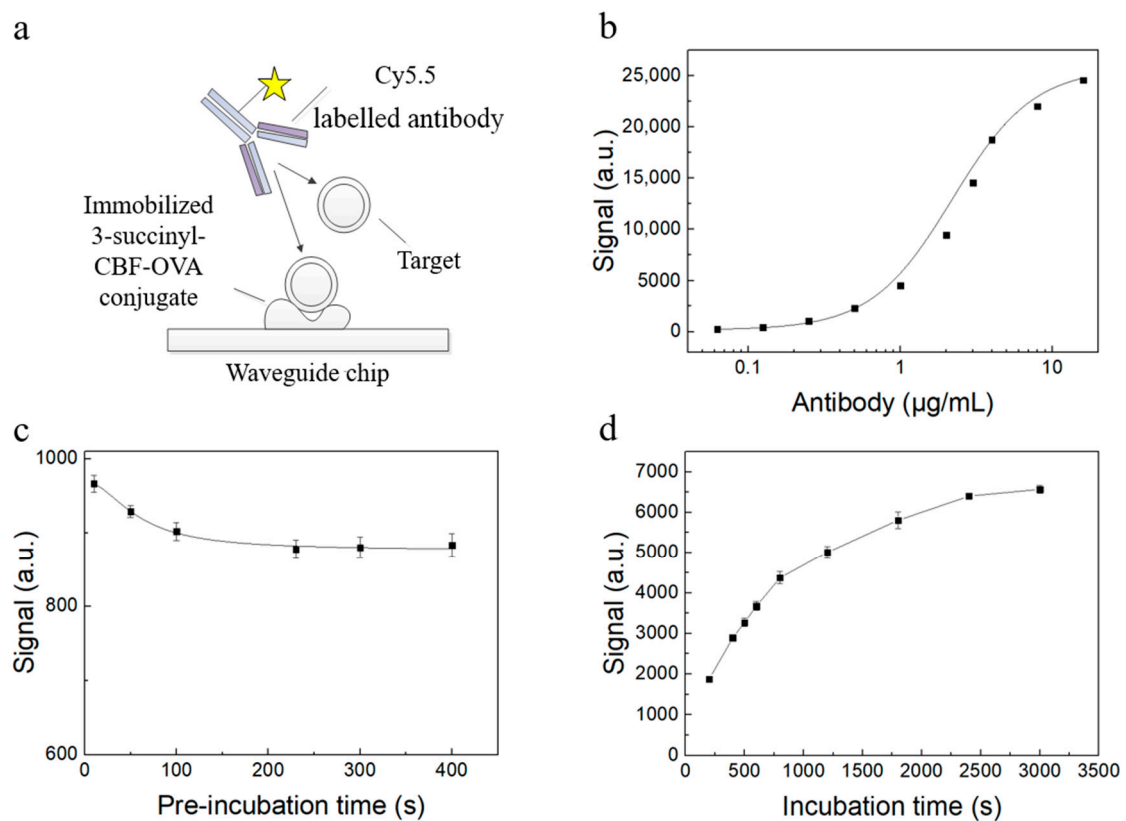 a
Cy5.5
labelled antibody
Immobilized
3-succinyl-
CBF-OVA
conjugate
Target
Waveguide chip
b
25,000
20,000
15,000
10,000
5000
0
Signal (a.u.)
0.1
1
10
Antibody (µg/mL)
c
1000
800
600
Signal (a.u.)
0
100
200
300
400
Pre-incubation time (s)
d
7000
6000
5000
4000
3000
2000
1000
0
Signal (a.u.)
0
500
1000
1500
2000
2500
3000
3500
Incubation time (s)